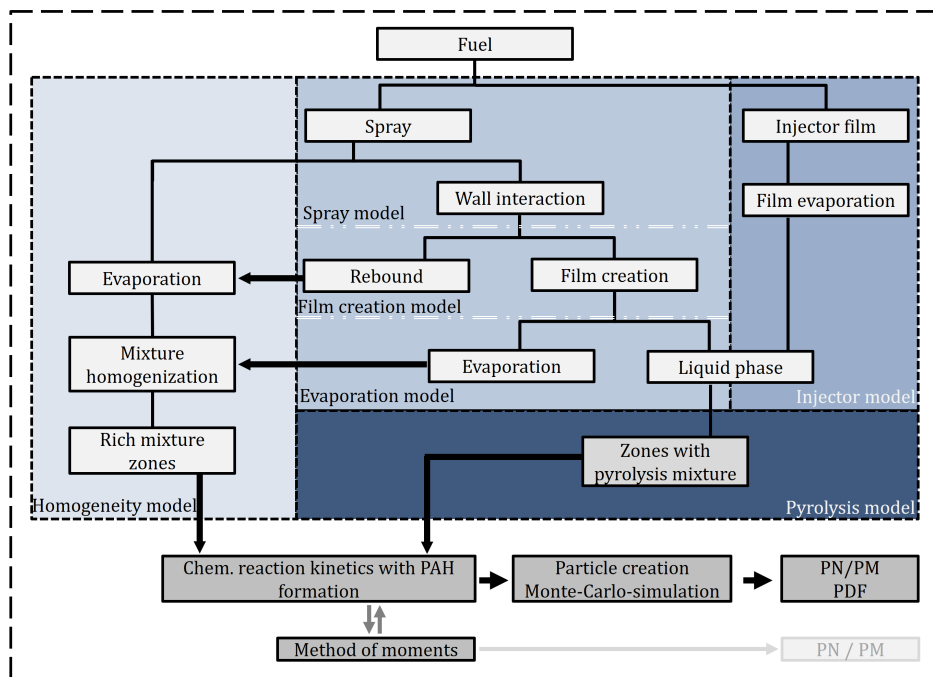 Fuel
Spray
Injector film
Wall interaction
Film evaporation
Spray model
Evaporation
Rebound
Film creation
Film creation model
Mixture
homogenization
Evaporation
Liquid phase
Evaporation model
Injector model
Rich mixture
zones
Zones with
pyrolysis mixture
Homogeneity model
Pyrolysis model
Chem. reaction kinetics with PAH
formation
Particle creation
Monte-Carlo-simulation
PN/PM
PDF
Method of moments
PN / PM